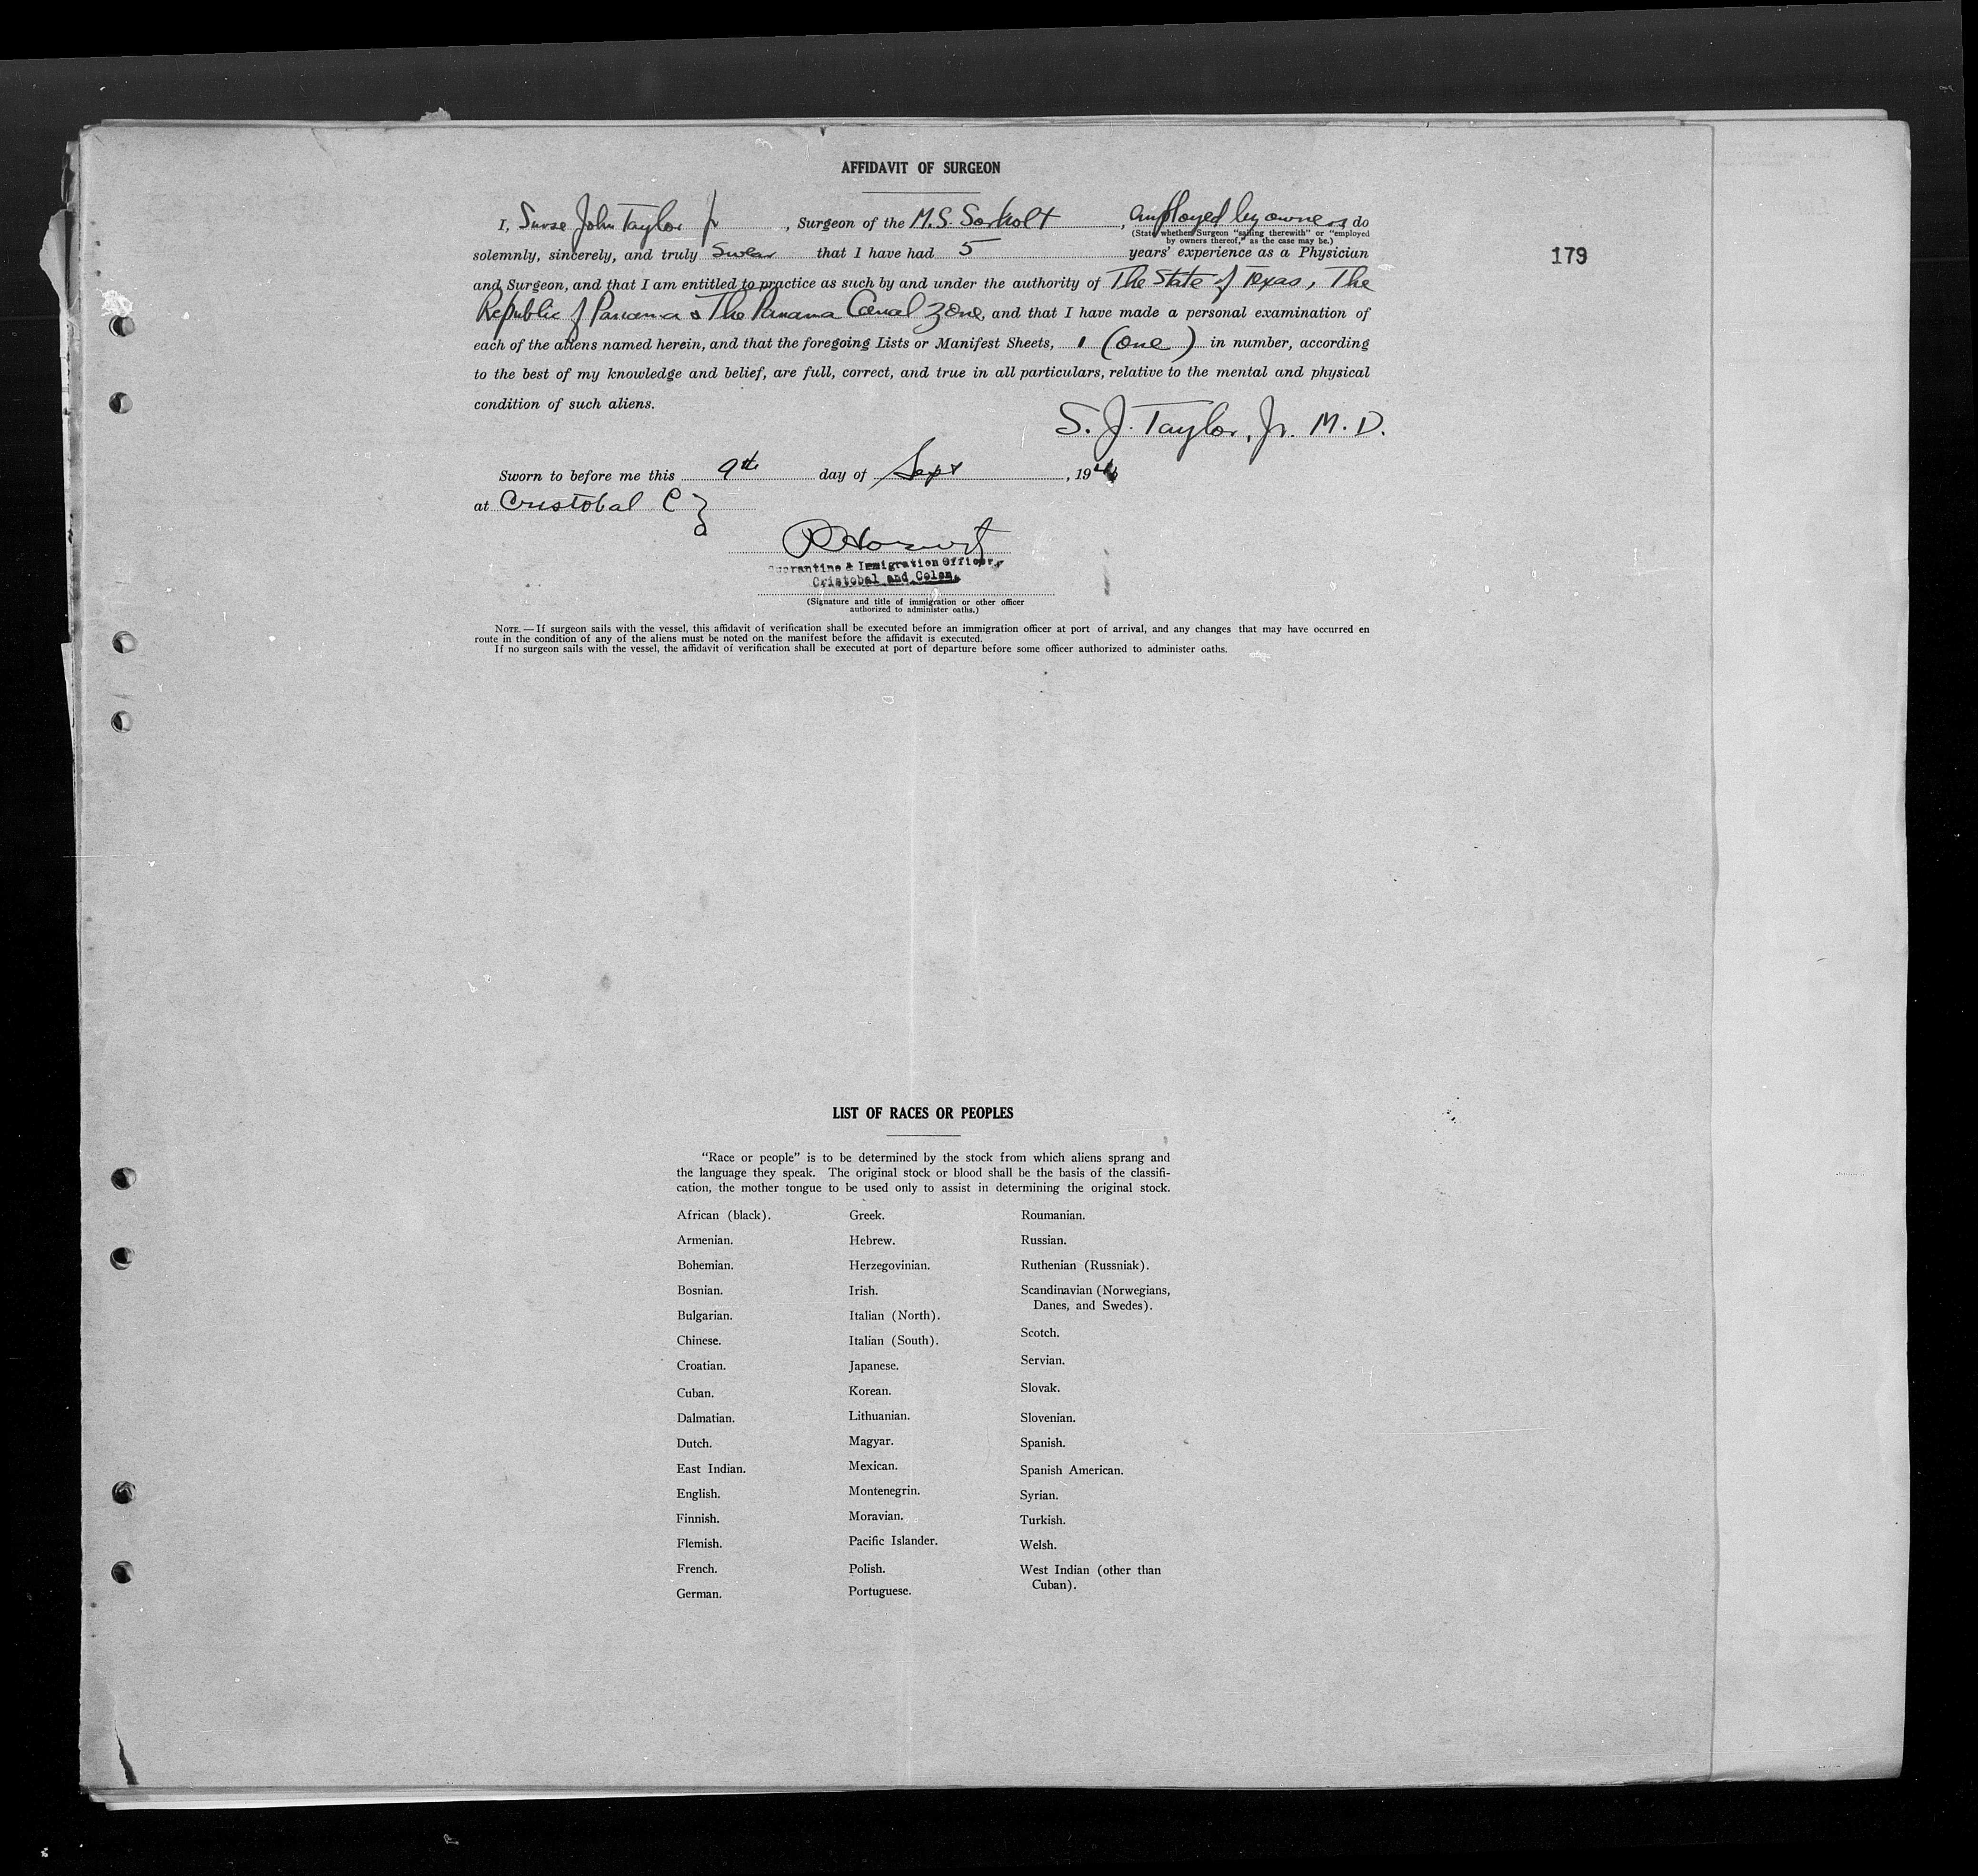 AFFIDAVIT OF SURGEON
I, Surse John Taylor Jr , Surgeon of the M.S. Sorholt , employed by owners do
(State whether Surgeon "sailing therewith" or "employed
by owners thereof," as the case may be.)
179
solemnly, sincerely, and truly Swear that I have had 5 years' experience as a Physician
and Surgeon, and that I am entitled to practice as such by and under the authority of The State of Texas, The
Republic of Panama & The Panama Canal Zone, and that I have made a personal examination of
each of the aliens named herein, and that the foregoing Lists or Manifest Sheets, 1 (one) in number, according
to the best of my knowledge and belief, are full, correct, and true in all particulars, relative to the mental and physical
condition of such aliens.
S. J. Taylor, Jr. M. D.
Sworn to before me this 9th day of Sept , 19
at Cristobal C Z
Quarantine & Immigration Officer,
Cristobal and Colon.
(Signature and title of immigration or other officer
authorized to administer oaths.)
NOTE.—If surgeon sails with the vessel, this affidavit of verification shall be executed before an immigration officer at port of arrival, and any changes that may have occurred en
route in the condition of any of the aliens must be noted on the manifest before the affidavit is executed.
If no surgeon sails with the vessel, the affidavit of verification shall be executed at port of departure before some officer authorized to administer oaths.
LIST OF RACES OR PEOPLES
"Race or people" is to be determined by the stock from which aliens sprang and
the language they speak. The original stock or blood shall be the basis of the classifi-
cation, the mother tongue to be used only to assist in determining the original stock.
African (black).
Armenian.
Bohemian.
Bosnian.
Bulgarian.
Chinese.
Croatian.
Cuban.
Dalmatian.
Dutch.
East Indian.
English.
Finnish.
Flemish.
French.
German.
Greek.
Hebrew.
Herzegovinian.
Irish.
Italian (North).
Italian (South).
Japanese.
Korean.
Lithuanian.
Magyar.
Mexican.
Montenegrin.
Moravian.
Pacific Islander.
Polish.
Portuguese.
Roumanian.
Russian.
Ruthenian (Russniak).
Scandinavian (Norwegians,
Danes, and Swedes).
Scotch.
Servian.
Slovak.
Slovenian.
Spanish.
Spanish American.
Syrian.
Turkish.
Welsh.
West Indian (other than
Cuban).